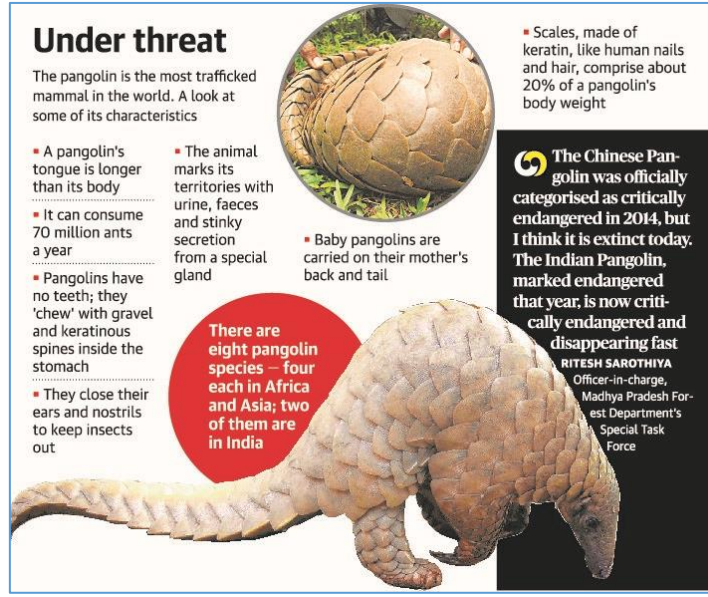 Under threat
The pangolin is the most trafficked
mammal in the world. A look at
some of its characteristics
▪ A pangolin's
tongue is longer
than its body
▪ It can consume
70 million ants
a year
▪ Pangolins have
no teeth; they
'chew' with gravel
and keratinous
spines inside the
stomach
▪ They close their
ears and nostrils
to keep insects
out
▪ The animal
marks its
territories with
urine, faeces
and stinky
secretion
from a special
gland
▪ Baby pangolins are
carried on their mother's
back and tail
There are
eight pangolin
species — four
each in Africa
and Asia; two
of them are
in India
▪ Scales, made of
keratin, like human nails
and hair, comprise about
20% of a pangolin's
body weight
The Chinese Pan-
golin was officially
categorised as critically
endangered in 2014, but
I think it is extinct today.
The Indian Pangolin,
marked endangered
that year, is now criti-
cally endangered and
disappearing fast
RITESH SAROTHIYA
Officer-in-charge,
Madhya Pradesh For-
est Department's
Special Task
Force